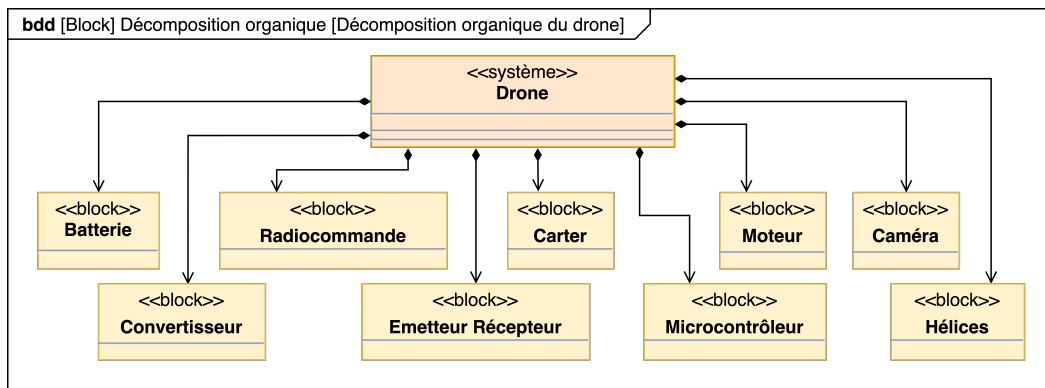 bdd [Block] Décomposition organique [Décomposition organique du drone]
<<système>>
Drone
<<block>>
Batterie
<<block>>
Radiocommande
<<block>>
Carter
<<block>>
Moteur
<<block>>
Caméra
<<block>>
Convertisseur
<<block>>
Emetteur Récepteur
<<block>>
Microcontrôleur
<<block>>
Hélices